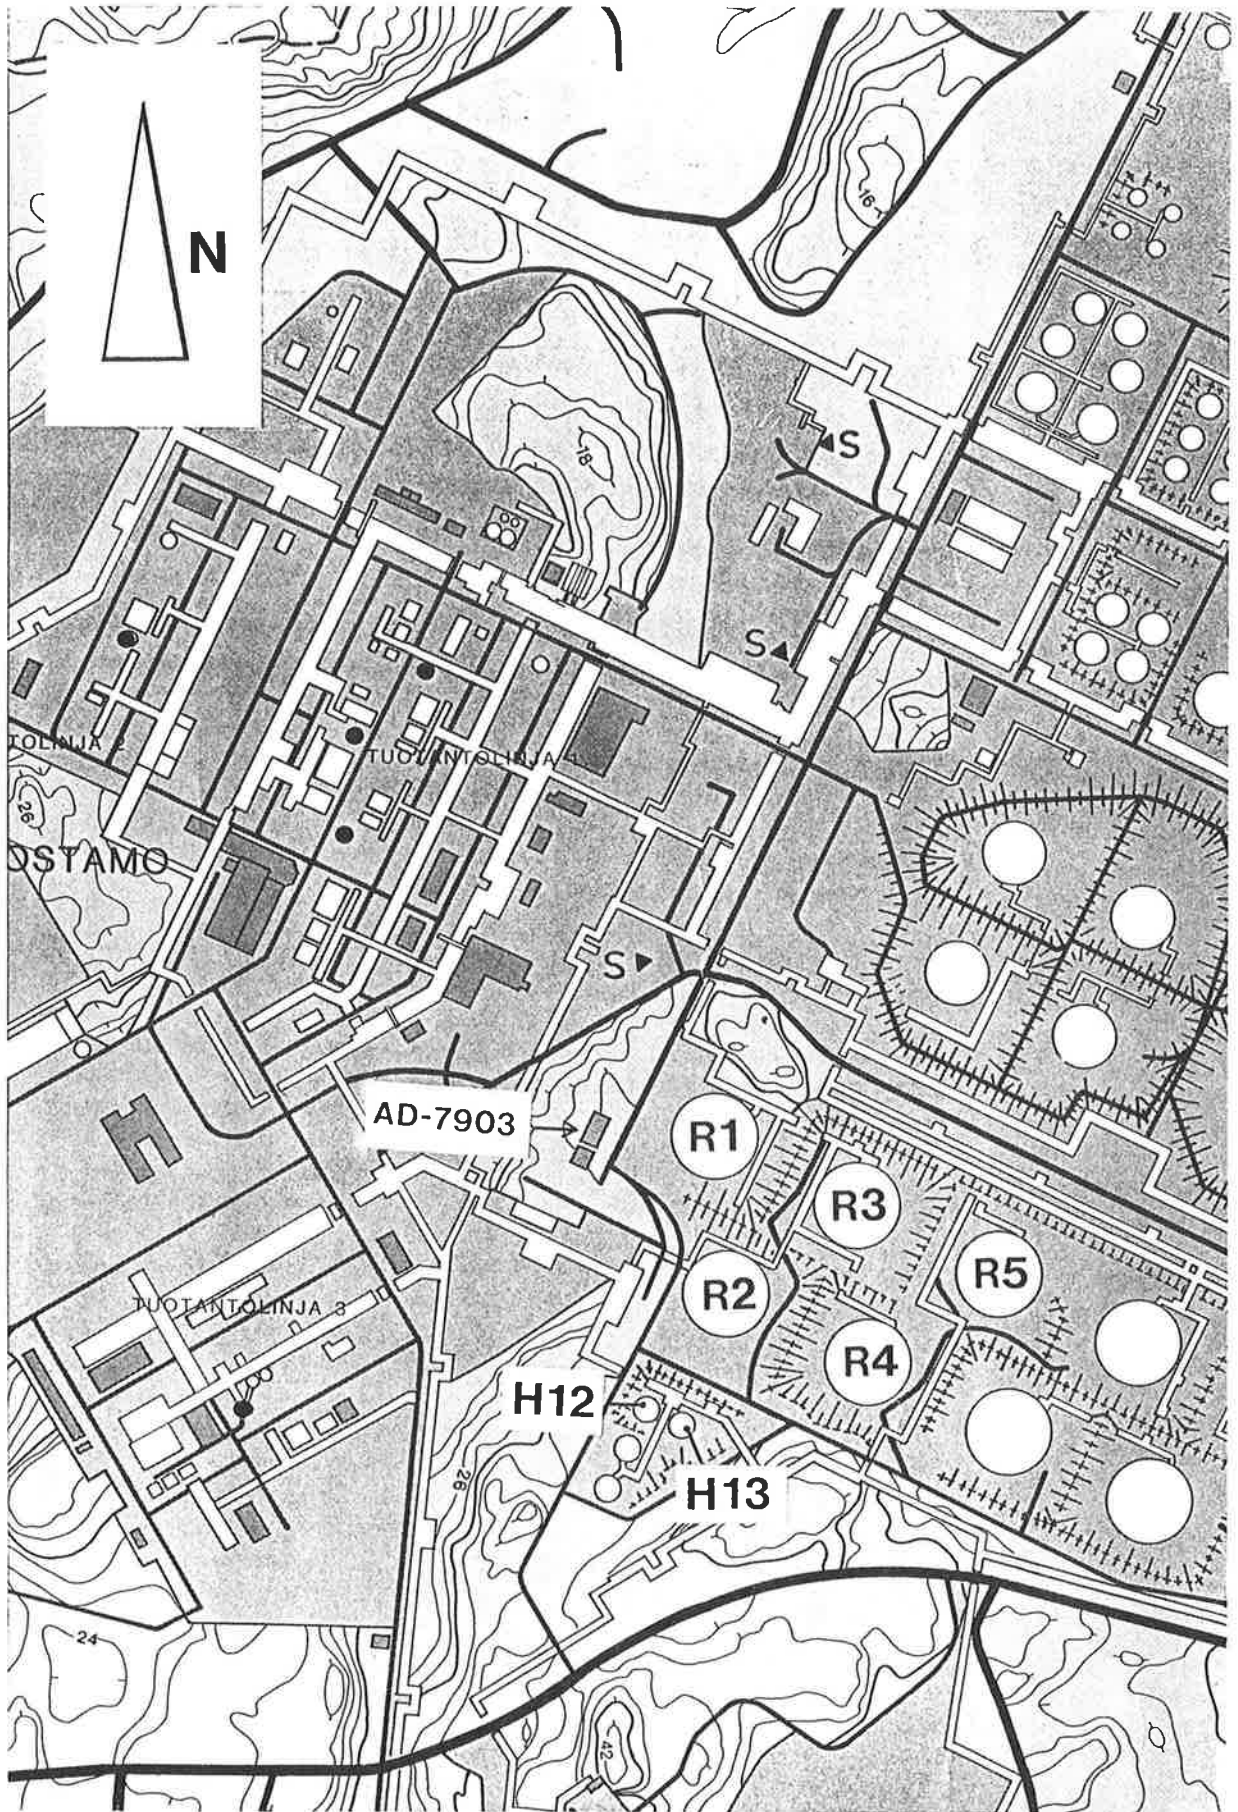 N
16
18
S
S
TOLINJA 2
TUOTANTOLINJA 1
26
OSTAMO
S
AD-7903
R1
R3
R5
R2
TUOTANTOLINJA 3
R4
H12
26
H13
24
42